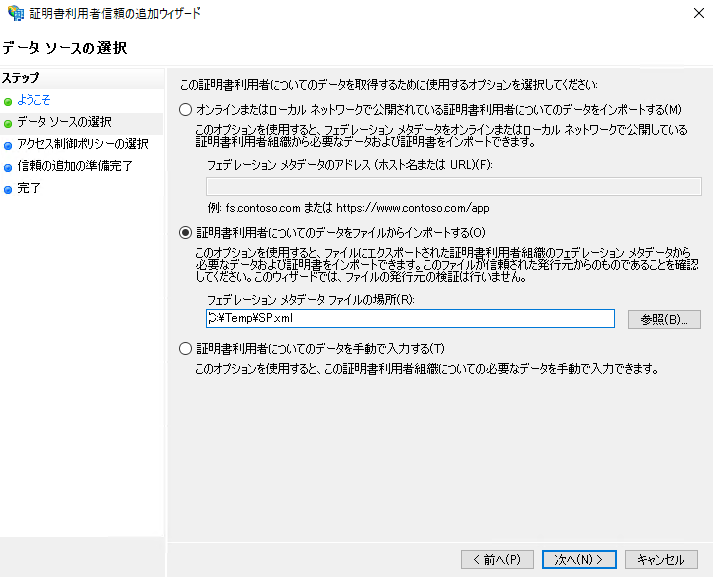 証明書利用者信頼の追加ウィザード
データ ソースの選択
ステップ
ようこそ
データ ソースの選択
アクセス制御ポリシーの選択
信頼の追加の準備完了
完了
この証明書利用者についてのデータを取得するために使用するオプションを選択してください:
オンラインまたはローカル ネットワークで公開されている証明書利用者についてのデータをインポートする(M)
このオプションを使用すると、フェデレーション メタデータをオンラインまたはローカル ネットワークで公開している
証明書利用者組織から必要なデータおよび証明書をインポートできます。
フェデレーション メタデータのアドレス (ホスト名または URL)(F):
例: fs.contoso.com または https://www.contoso.com/app
証明書利用者についてのデータをファイルからインポートする(O)
このオプションを使用すると、ファイルにエクスポートされた証明書利用者組織のフェデレーション メタデータから
必要なデータおよび証明書をインポートできます。このファイルが信頼された発行元からのものであることを確認
してください。このウィザードでは、ファイルの発行元の検証は行いません。
フェデレーション メタデータ ファイルの場所(R):
C:¥Temp¥SP.xml
参照(B)...
証明書利用者についてのデータを手動で入力する(T)
このオプションを使用すると、この証明書利用者組織についての必要なデータを手動で入力できます。
< 前へ(P)
次へ(N) >
キャンセル